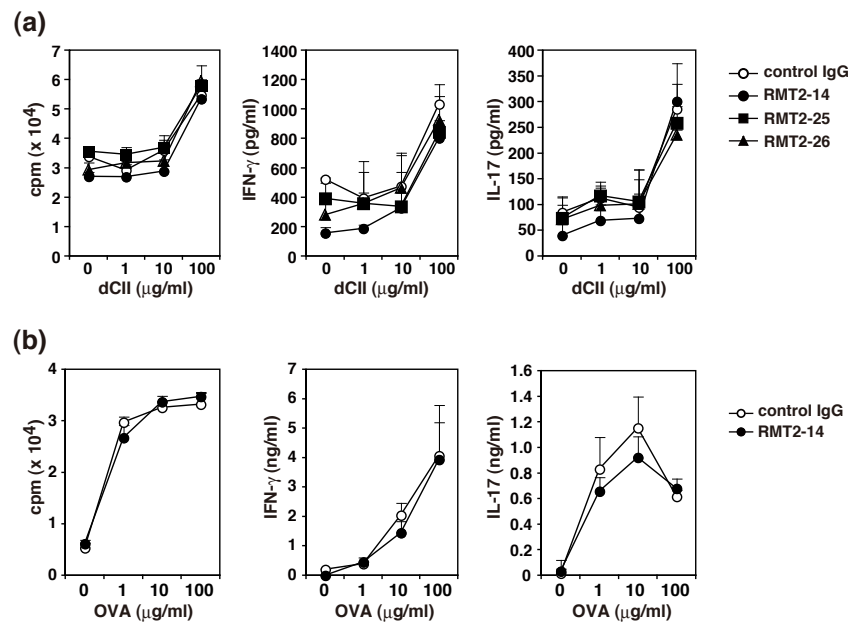 (a)
cpm (x 10⁴)
7
6
5
4
3
2
1
0
0 1 10 100
dCII (µg/ml)
IFN-γ (pg/ml)
1400
1200
1000
800
600
400
200
0
0 1 10 100
dCII (µg/ml)
IL-17 (pg/ml)
400
350
300
250
200
150
100
50
0
0 1 10 100
dCII (µg/ml)
control IgG
RMT2-14
RMT2-25
RMT2-26
(b)
cpm (x 10⁴)
4
3
2
1
0
0 1 10 100
OVA (µg/ml)
IFN-γ (ng/ml)
7
6
5
4
3
2
1
0
0 1 10 100
OVA (µg/ml)
IL-17 (ng/ml)
1.6
1.4
1.2
1.0
0.8
0.6
0.4
0.2
0
0 1 10 100
OVA (µg/ml)
control IgG
RMT2-14